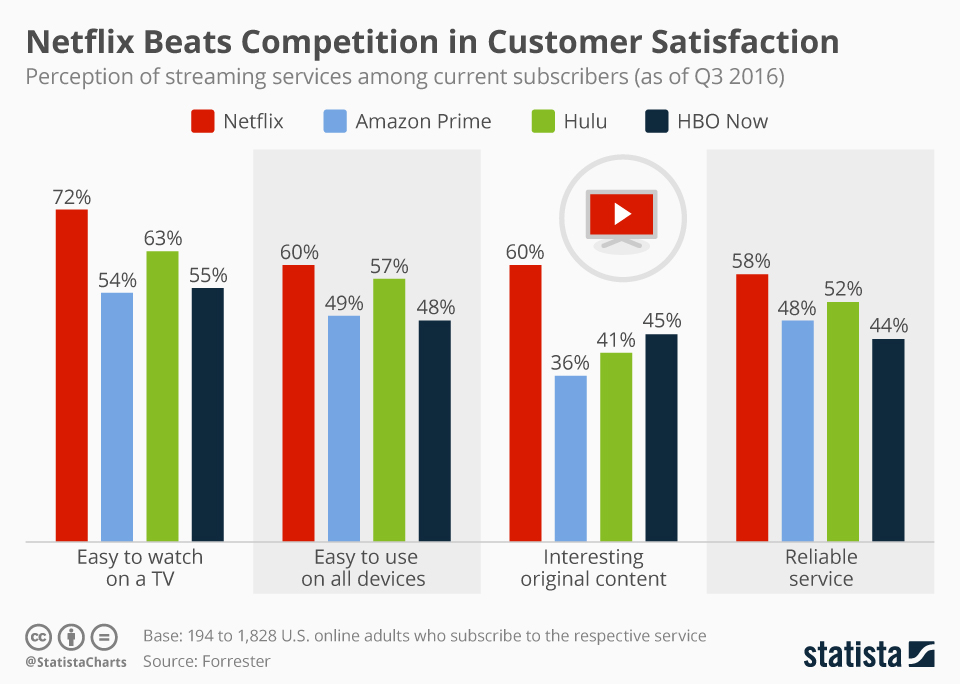 Netflix Beats Competition in Customer Satisfaction
Perception of streaming services among current subscribers (as of Q3 2016)
Netflix Amazon Prime Hulu HBO Now
72% 54% 63% 55%
60% 49% 57% 48%
60% 36% 41% 45%
58% 48% 52% 44%
Easy to watch
on a TV
Easy to use
on all devices
Interesting
original content
Reliable
service
cc
@StatistaCharts
Base: 194 to 1,828 U.S. online adults who subscribe to the respective service
Source: Forrester
statista